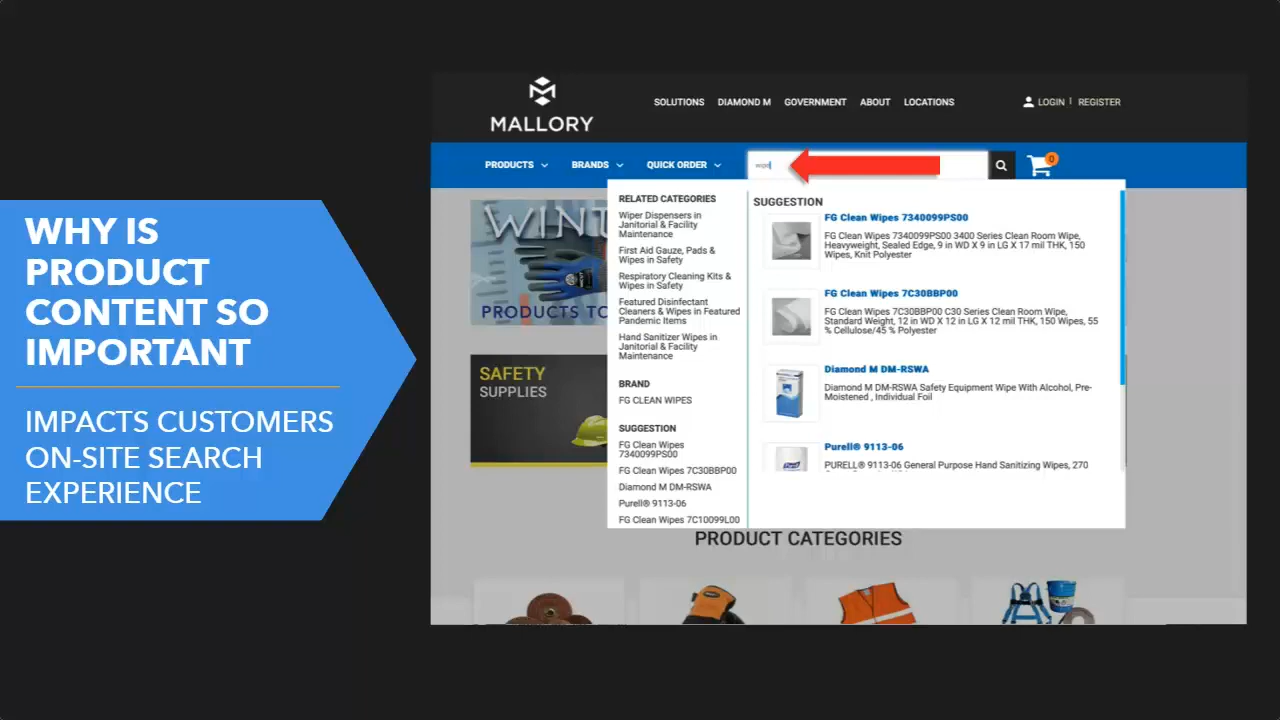 WHY IS
PRODUCT
CONTENT SO
IMPORTANT
IMPACTS CUSTOMERS
ON-SITE SEARCH
EXPERIENCE
MALLORY
SOLUTIONS DIAMOND M GOVERNMENT ABOUT LOCATIONS
LOGIN | REGISTER
PRODUCTS BRANDS QUICK ORDER
wipe
0
WINT
PRODUCTS TO
SAFETY
SUPPLIES
RELATED CATEGORIES
Wiper Dispensers in
Janitorial & Facility
Maintenance
First Aid Gauze, Pads &
Wipes in Safety
Respiratory Cleaning Kits &
Wipes in Safety
Featured Disinfectant
Cleaners & Wipes in Featured
Pandemic Items
Hand Sanitizer Wipes in
Janitorial & Facility
Maintenance
BRAND
FG CLEAN WIPES
SUGGESTION
FG Clean Wipes
7340099PS00
FG Clean Wipes 7C30BBP00
Diamond M DM-RSWA
Purell® 9113-06
FG Clean Wipes 7C10099L00
SUGGESTION
FG Clean Wipes 7340099PS00
FG Clean Wipes 7340099PS00 3400 Series Clean Room Wipe,
Heavyweight, Sealed Edge, 9 in WD X 9 in LG X 17 mil THK, 150
Wipes, Knit Polyester
FG Clean Wipes 7C30BBP00
FG Clean Wipes 7C30BBP00 C30 Series Clean Room Wipe,
Standard Weight, 12 in WD X 12 in LG X 12 mil THK, 150 Wipes, 55
% Cellulose/45 % Polyester
Diamond M DM-RSWA
Diamond M DM-RSWA Safety Equipment Wipe With Alcohol, Pre-
Moistened , Individual Foil
Purell® 9113-06
PURELL® 9113-06 General Purpose Hand Sanitizing Wipes, 270
PRODUCT CATEGORIES